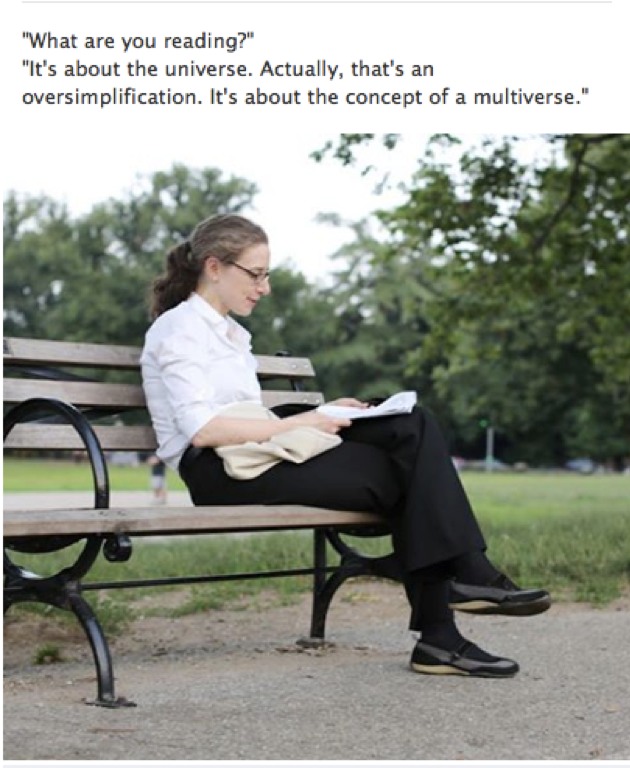 "What are you reading?"
"It's about the universe. Actually, that's an
oversimplification. It's about the concept of a multiverse."